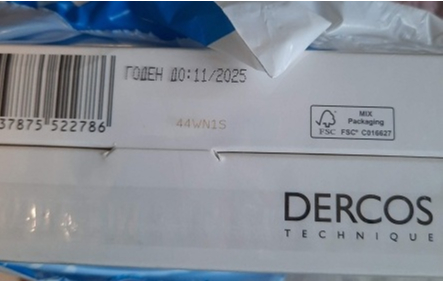 ГОДЕН ДО:11/2025
37875 522786
44WN1S
MIX
Packaging
FSC FSC® C016627
DERCOS
TECHNIQUE